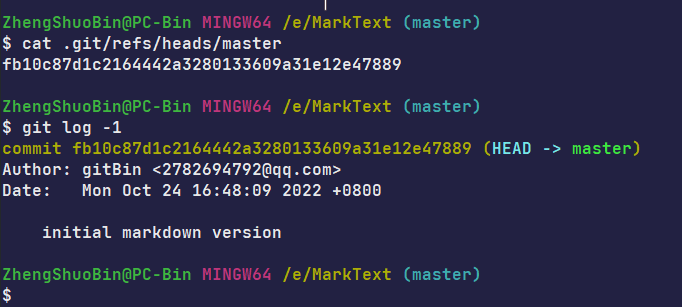 ZhengShuoBin@PC-Bin MINGW64 /e/MarkText (master)
$ cat .git/refs/heads/master
fb10c87d1c2164442a3280133609a31e12e47889
ZhengShuoBin@PC-Bin MINGW64 /e/MarkText (master)
$ git log -1
commit fb10c87d1c2164442a3280133609a31e12e47889 (HEAD -> master)
Author: gitBin <2782694792@qq.com>
Date:   Mon Oct 24 16:48:09 2022 +0800
    initial markdown version
ZhengShuoBin@PC-Bin MINGW64 /e/MarkText (master)
$